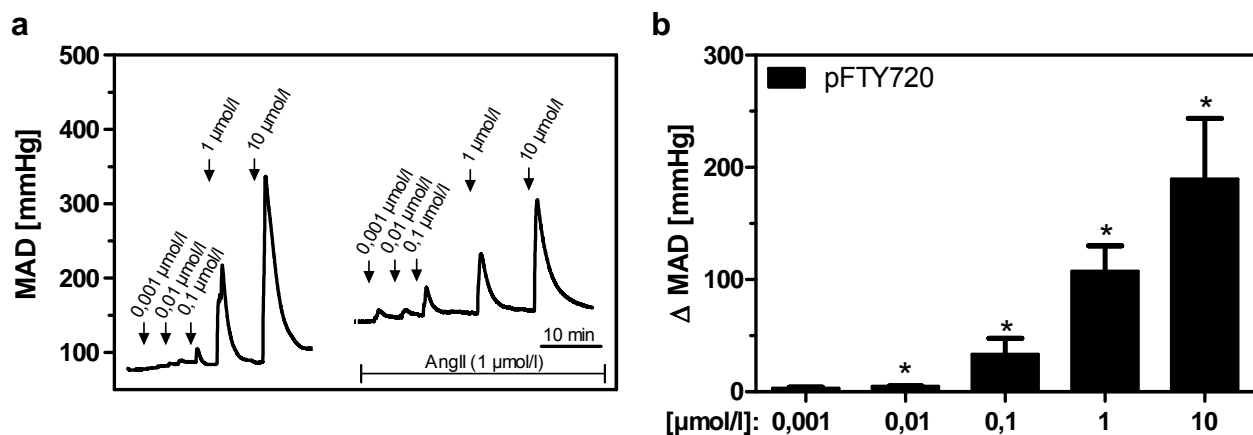 a
500
400
300
200
100
MAD [mmHg]
0,001 µmol/l
0,01 µmol/l
0,1 µmol/l
1 µmol/l
10 µmol/l
0,001 µmol/l
0,01 µmol/l
0,1 µmol/l
1 µmol/l
10 µmol/l
10 min
AngII (1 µmol/l)
b
300
200
100
0
Δ MAD [mmHg]
pFTY720
*
*
*
*
[µmol/l]: 0,001 0,01 0,1 1 10